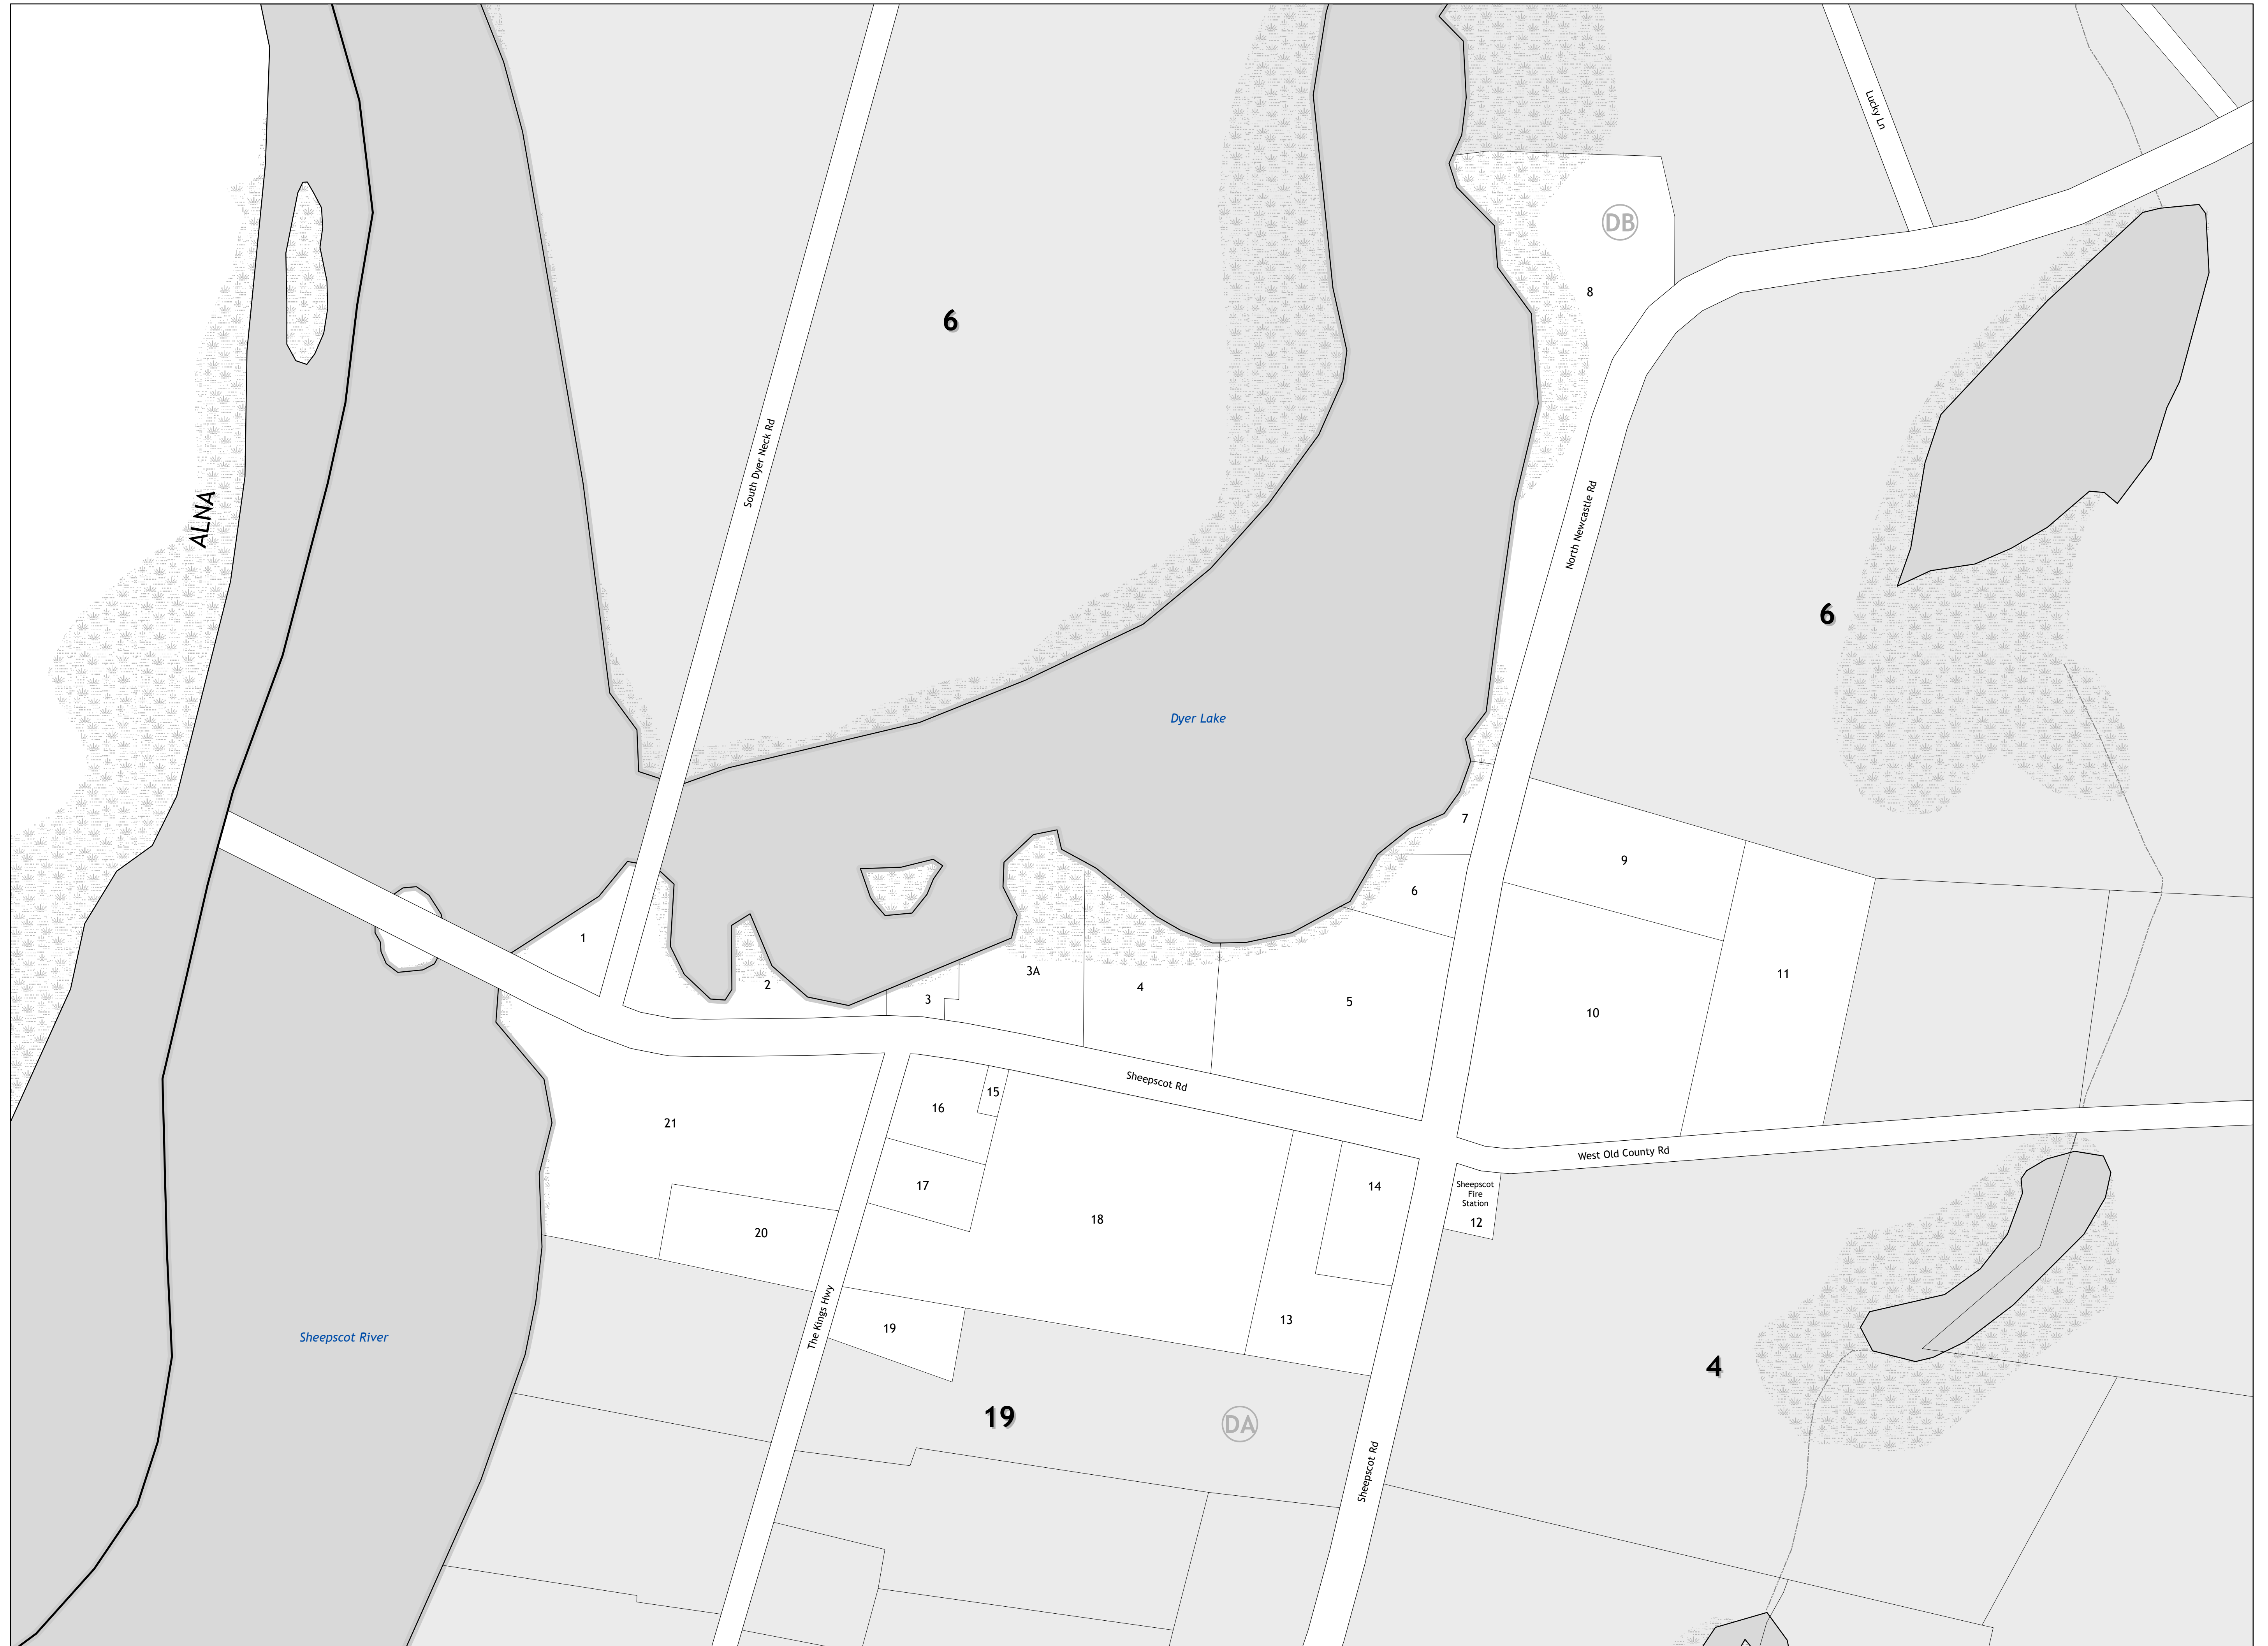 Lucky Ln
DB
8
6
South Dyer Neck Rd
ALNA
North Newcastle Rd
6
Dyer Lake
7
9
6
1
3A
11
2
4
3
5
10
Sheepscot Rd
15
16
21
West Old County Rd
17
14
Sheepscot
Fire
Station
12
18
20
The Kings Hwy
13
19
Sheepscot River
4
19
DA
Sheepscot Rd